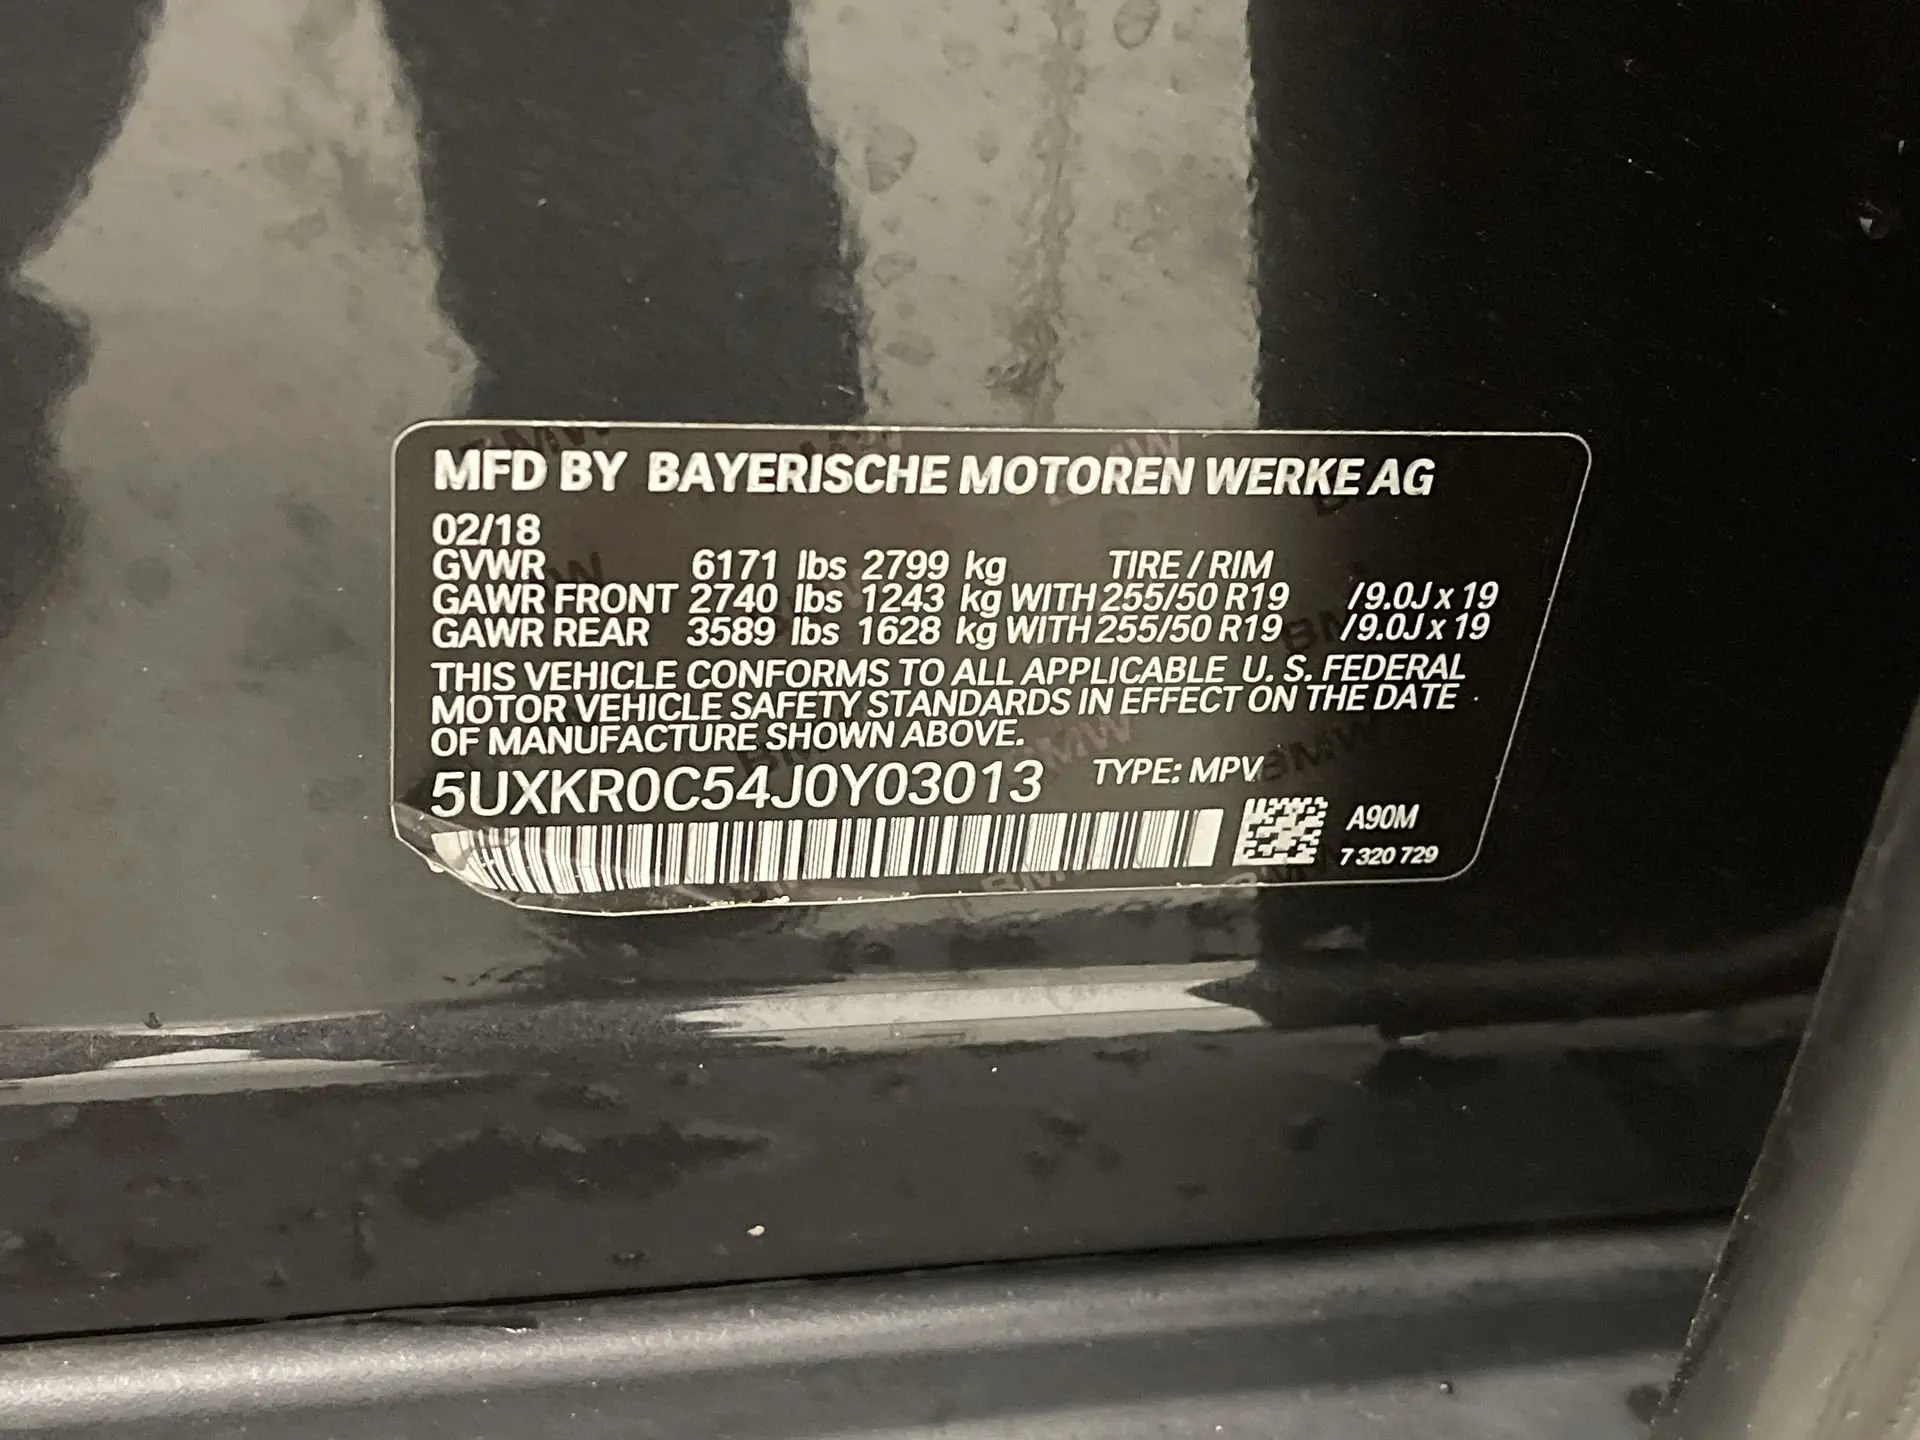 MFD BY BAYERISCHE MOTOREN WERKE AG
02/18
GVWR 6171 lbs 2799 kg TIRE / RIM
GAWR FRONT 2740 lbs 1243 kg WITH 255/50 R19 /9.0J x 19
GAWR REAR 3589 lbs 1628 kg WITH 255/50 R19 /9.0J x 19
THIS VEHICLE CONFORMS TO ALL APPLICABLE U. S. FEDERAL
MOTOR VEHICLE SAFETY STANDARDS IN EFFECT ON THE DATE
OF MANUFACTURE SHOWN ABOVE.
5UXKR0C54J0Y03013 TYPE: MPV
A90M
7 320 729